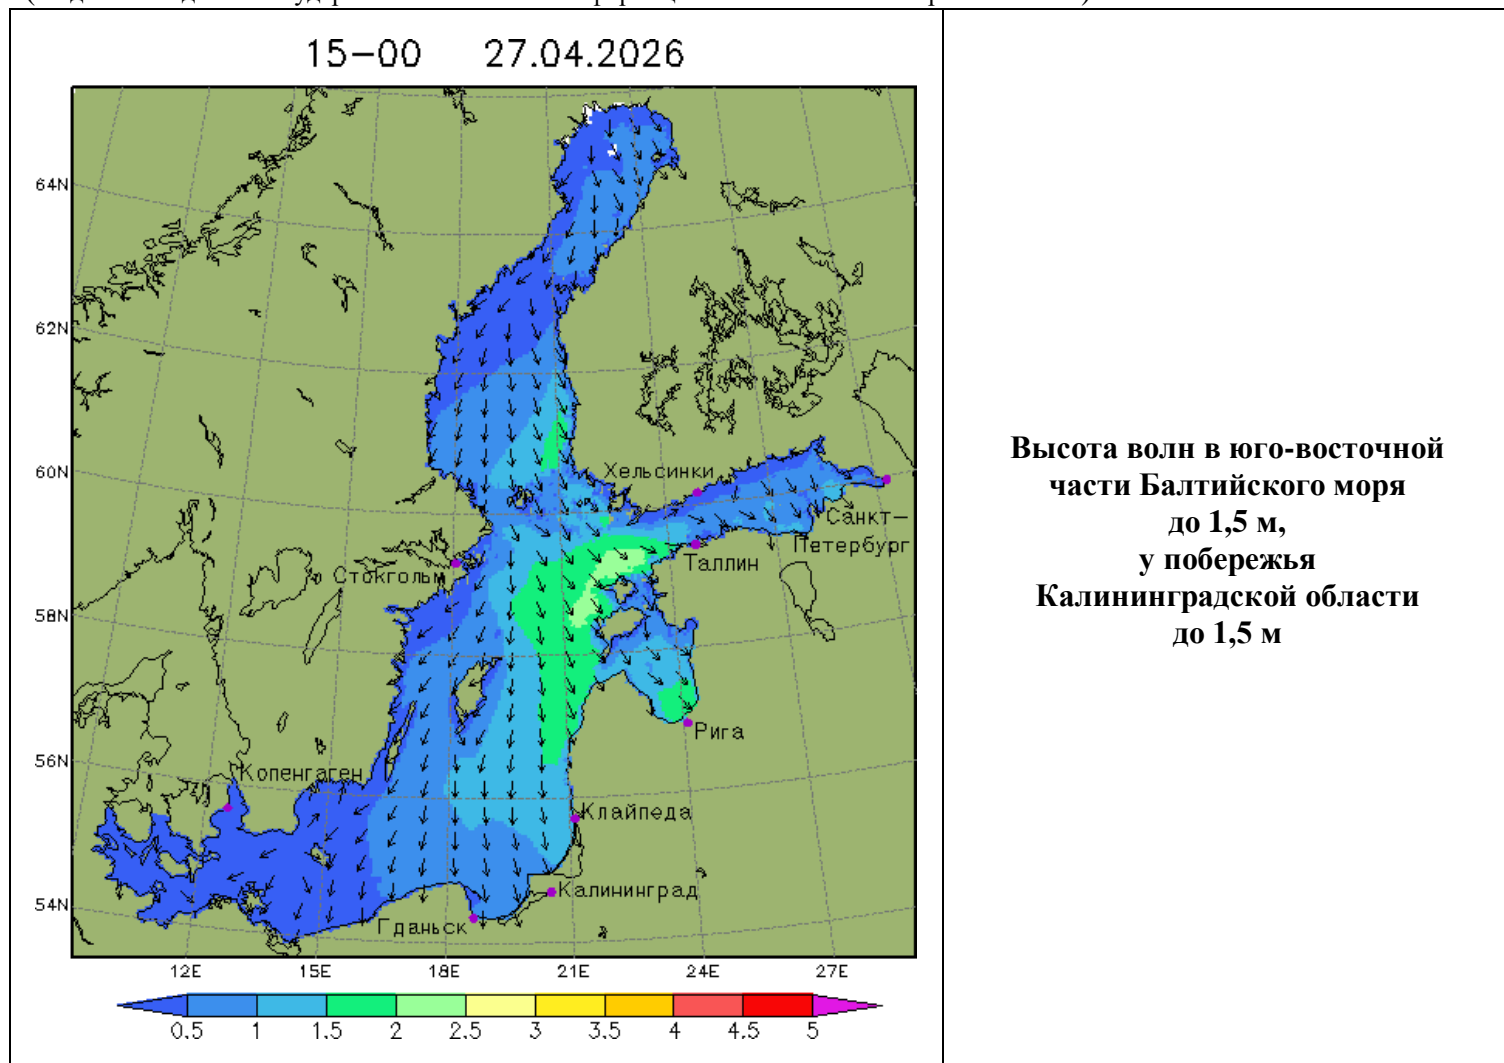 15-00 27.04.2026
64N
62N
Хельсинки
60N
Санкт-
Петербург
Таллин
Стокгольм
58N
Рига
56N
Копенгаген
Клайпеда
Калининград
54N
Гданьск
12E 15E 18E 21E 24E 27E
0.5 1 1.5 2 2.5 3 3.5 4 4.5 5
Высота волн в юго-восточной
части Балтийского моря
до 1,5 м,
у побережья
Калининградской области
до 1,5 м